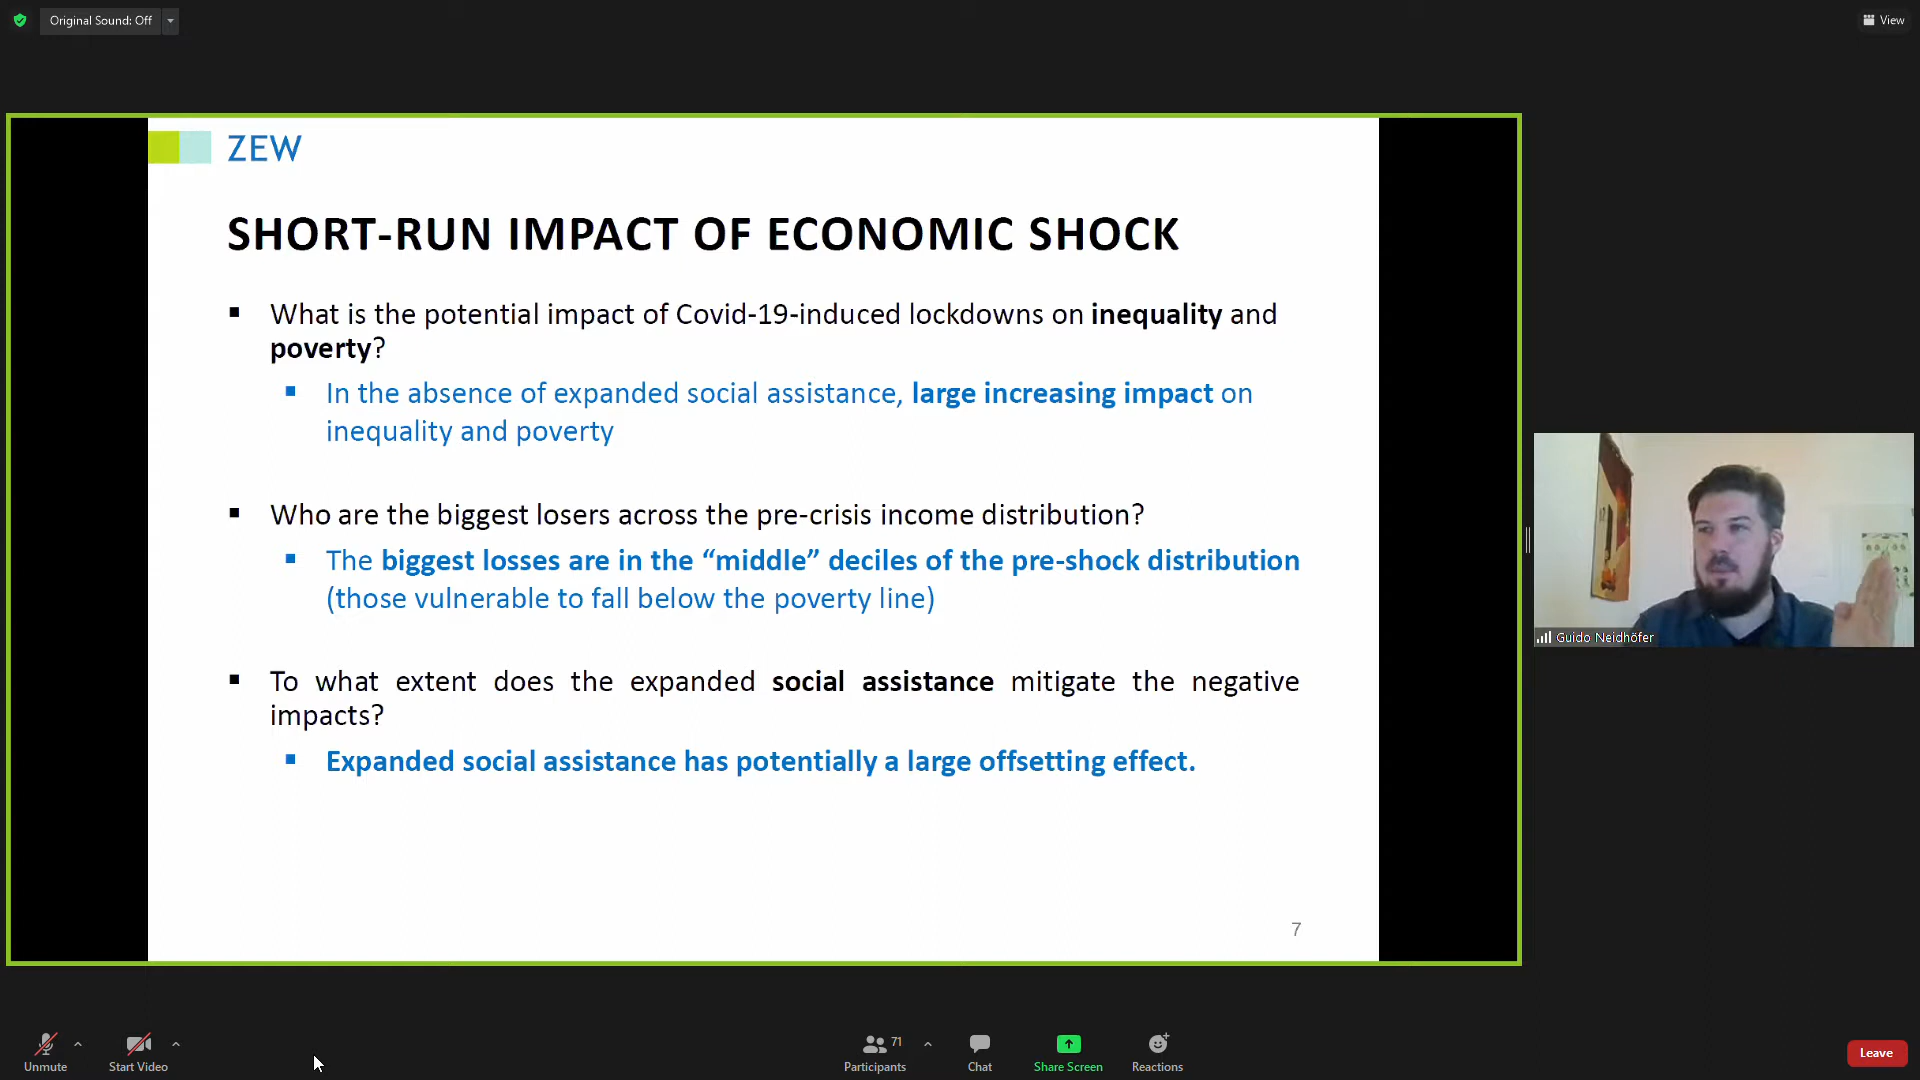 Original Sound: Off
View
ZEW
SHORT-RUN IMPACT OF ECONOMIC SHOCK
What is the potential impact of Covid-19-induced lockdowns on inequality and
poverty?
In the absence of expanded social assistance, large increasing impact on
inequality and poverty
Who are the biggest losers across the pre-crisis income distribution?
The biggest losses are in the “middle” deciles of the pre-shock distribution
(those vulnerable to fall below the poverty line)
To what extent does the expanded social assistance mitigate the negative
impacts?
Expanded social assistance has potentially a large offsetting effect.
7
Guido Neidhöfer
Unmute
Start Video
71
Participants
Chat
Share Screen
Reactions
Leave